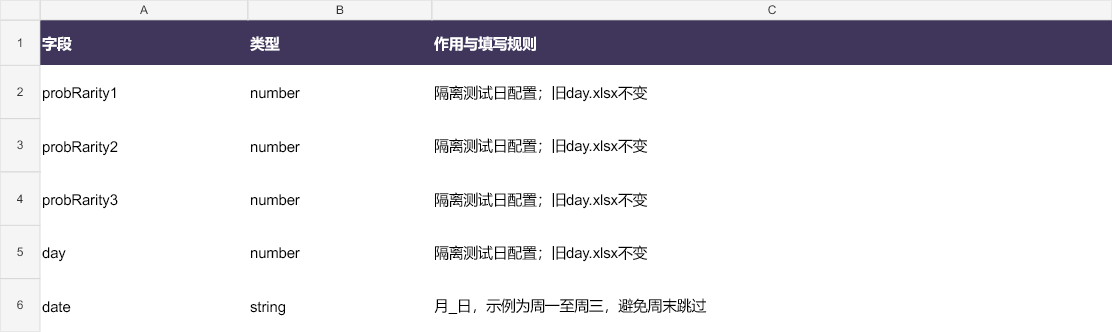 A B C
1 字段 类型 作用与填写规则
2 probRarity1 number 隔离测试日配置；旧day.xlsx不变
3 probRarity2 number 隔离测试日配置；旧day.xlsx不变
4 probRarity3 number 隔离测试日配置；旧day.xlsx不变
5 day number 隔离测试日配置；旧day.xlsx不变
6 date string 月_日，示例为周一至周三，避免周末跳过